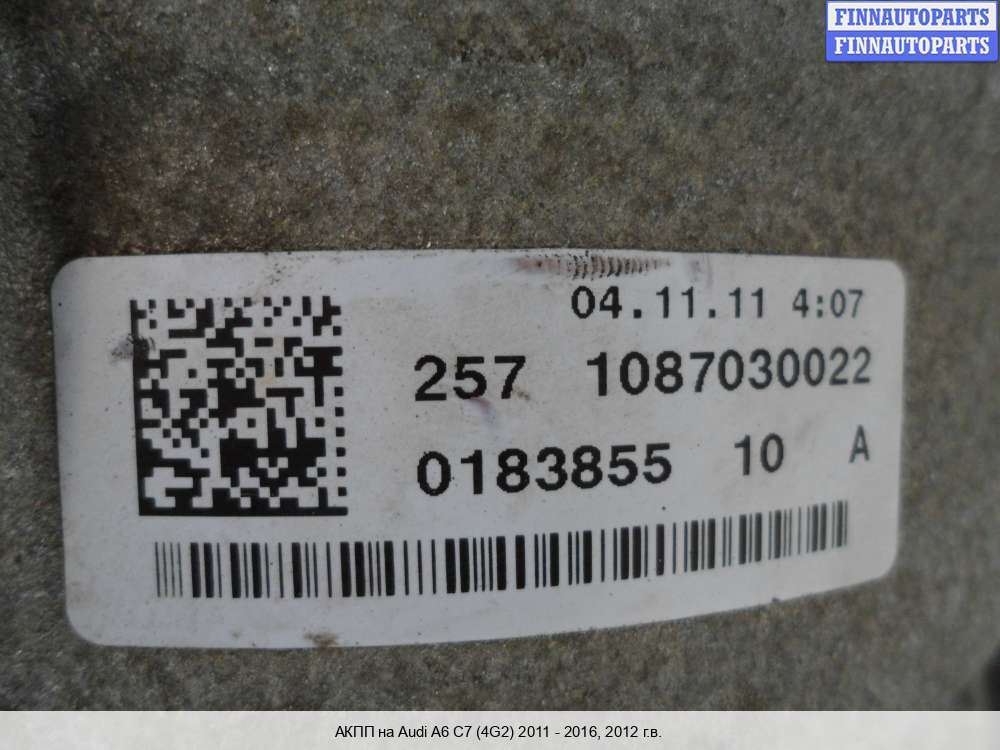 FINNAUTOPARTS
FINNAUTOPARTS
04.11.11 4:07
257 1087030022
0183855 10 A
АКПП на Audi A6 C7 (4G2) 2011 - 2016, 2012 г.в.